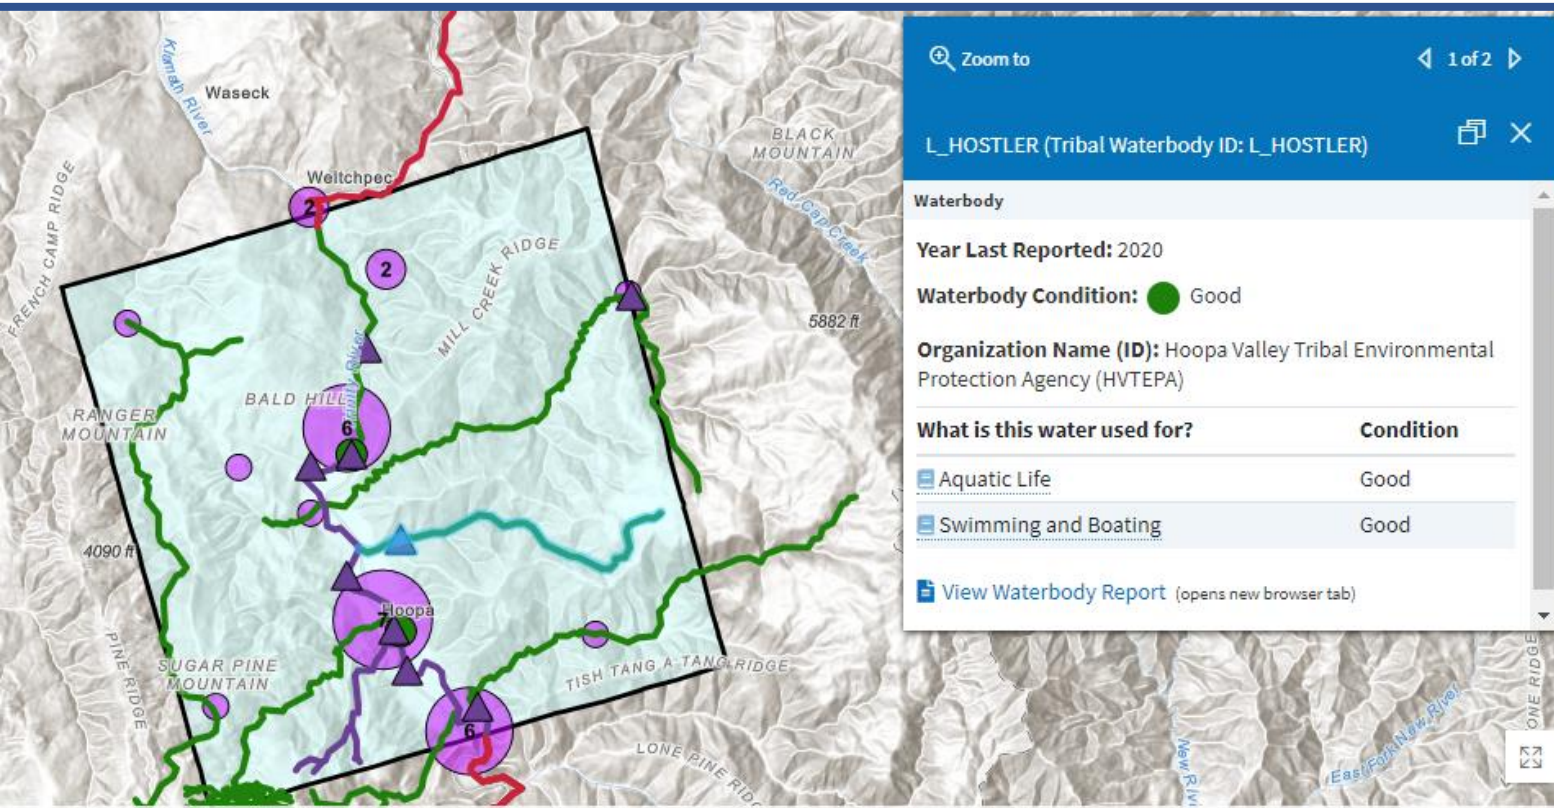 Klamath River
Waseck
Weitchpec
BLACK
MOUNTAIN
Red Cap Creek
FRENCH CAMP RIDGE
2
2
MILL CREEK RIDGE
5882 ft
Trinity River
BALD HILL
RANGER
MOUNTAIN
6
4090 ft
Hoopa
7
PINE RIDGE
SUGAR PINE
MOUNTAIN
TISH TANG A TANG RIDGE
6
LONE PINE RIDG
New Riv
East Fork New River
ONE RIDGE
Zoom to
1 of 2
L_HOSTLER (Tribal Waterbody ID: L_HOSTLER)
Waterbody
Year Last Reported: 2020
Waterbody Condition: Good
Organization Name (ID): Hoopa Valley Tribal Environmental
Protection Agency (HVTEPA)
What is this water used for? Condition
Aquatic Life Good
Swimming and Boating Good
View Waterbody Report (opens new browser tab)